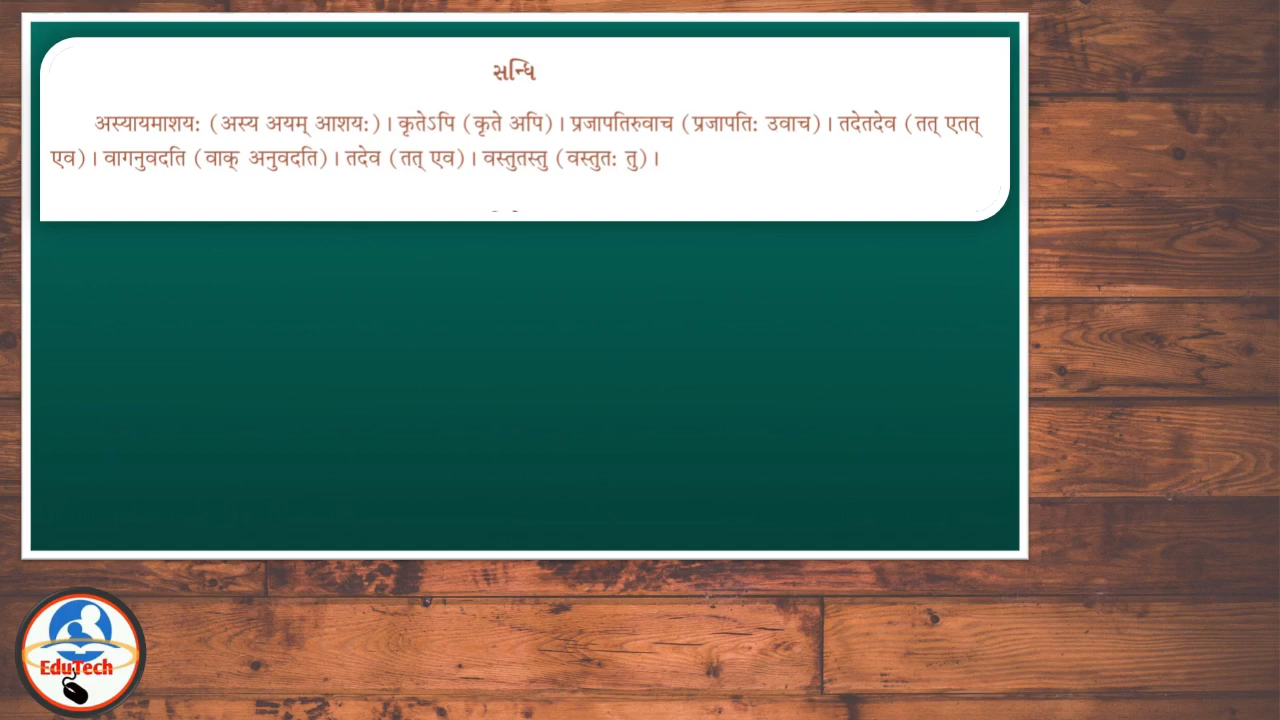 સન્ધિ
अस्यायमाशयः (अस्य अयम् आशयः)। कृतेऽपि (कृते अपि)। प्रजापतिरुवाच (प्रजापतिः उवाच)। तदेतदेव (तत् एतत्
एव)। वागनुवदति (वाक् अनुवदति)। तदेव (तत् एव)। वस्तुतस्तु (वस्तुतः तु)।
EduTech